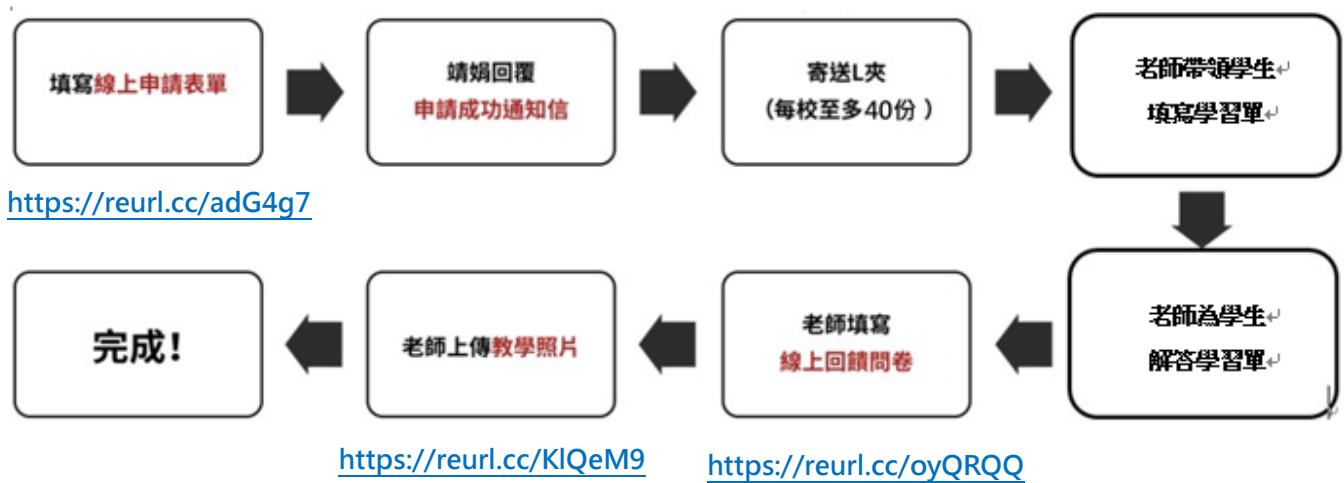 填寫線上申請表單
靖娟回覆
申請成功通知信
寄送L夾
(每校至多40份 )
老師帶領學生↵
填寫學習單↵
https://reurl.cc/adG4g7
老師為學生↵
解答學習單↵
老師填寫
線上回饋問卷
https://reurl.cc/oyQRQQ
老師上傳教學照片
https://reurl.cc/KlQeM9
完成！